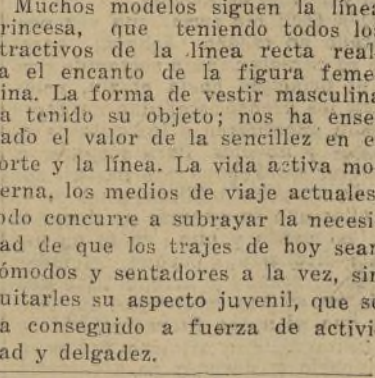 Muchos modelos siguen la línea
rincesa, que teniendo todos lo
tractivos de la línea recta real
a el encanto de la figura feme
ina. La forma de vestir masculina
a tenido su objeto; nos ha ense
ado el valor de la sencillez en e
orte y la línea. La vida activa mo
erna, los medios de viaje actuales
odo concurre a subrayar la necesi
ad de que los trajes de hoy sean
ómodos y sentadores a la vez, sin
uitarles su aspecto juvenil, que se
a conseguido a fuerza de activi
ad y delgadez.